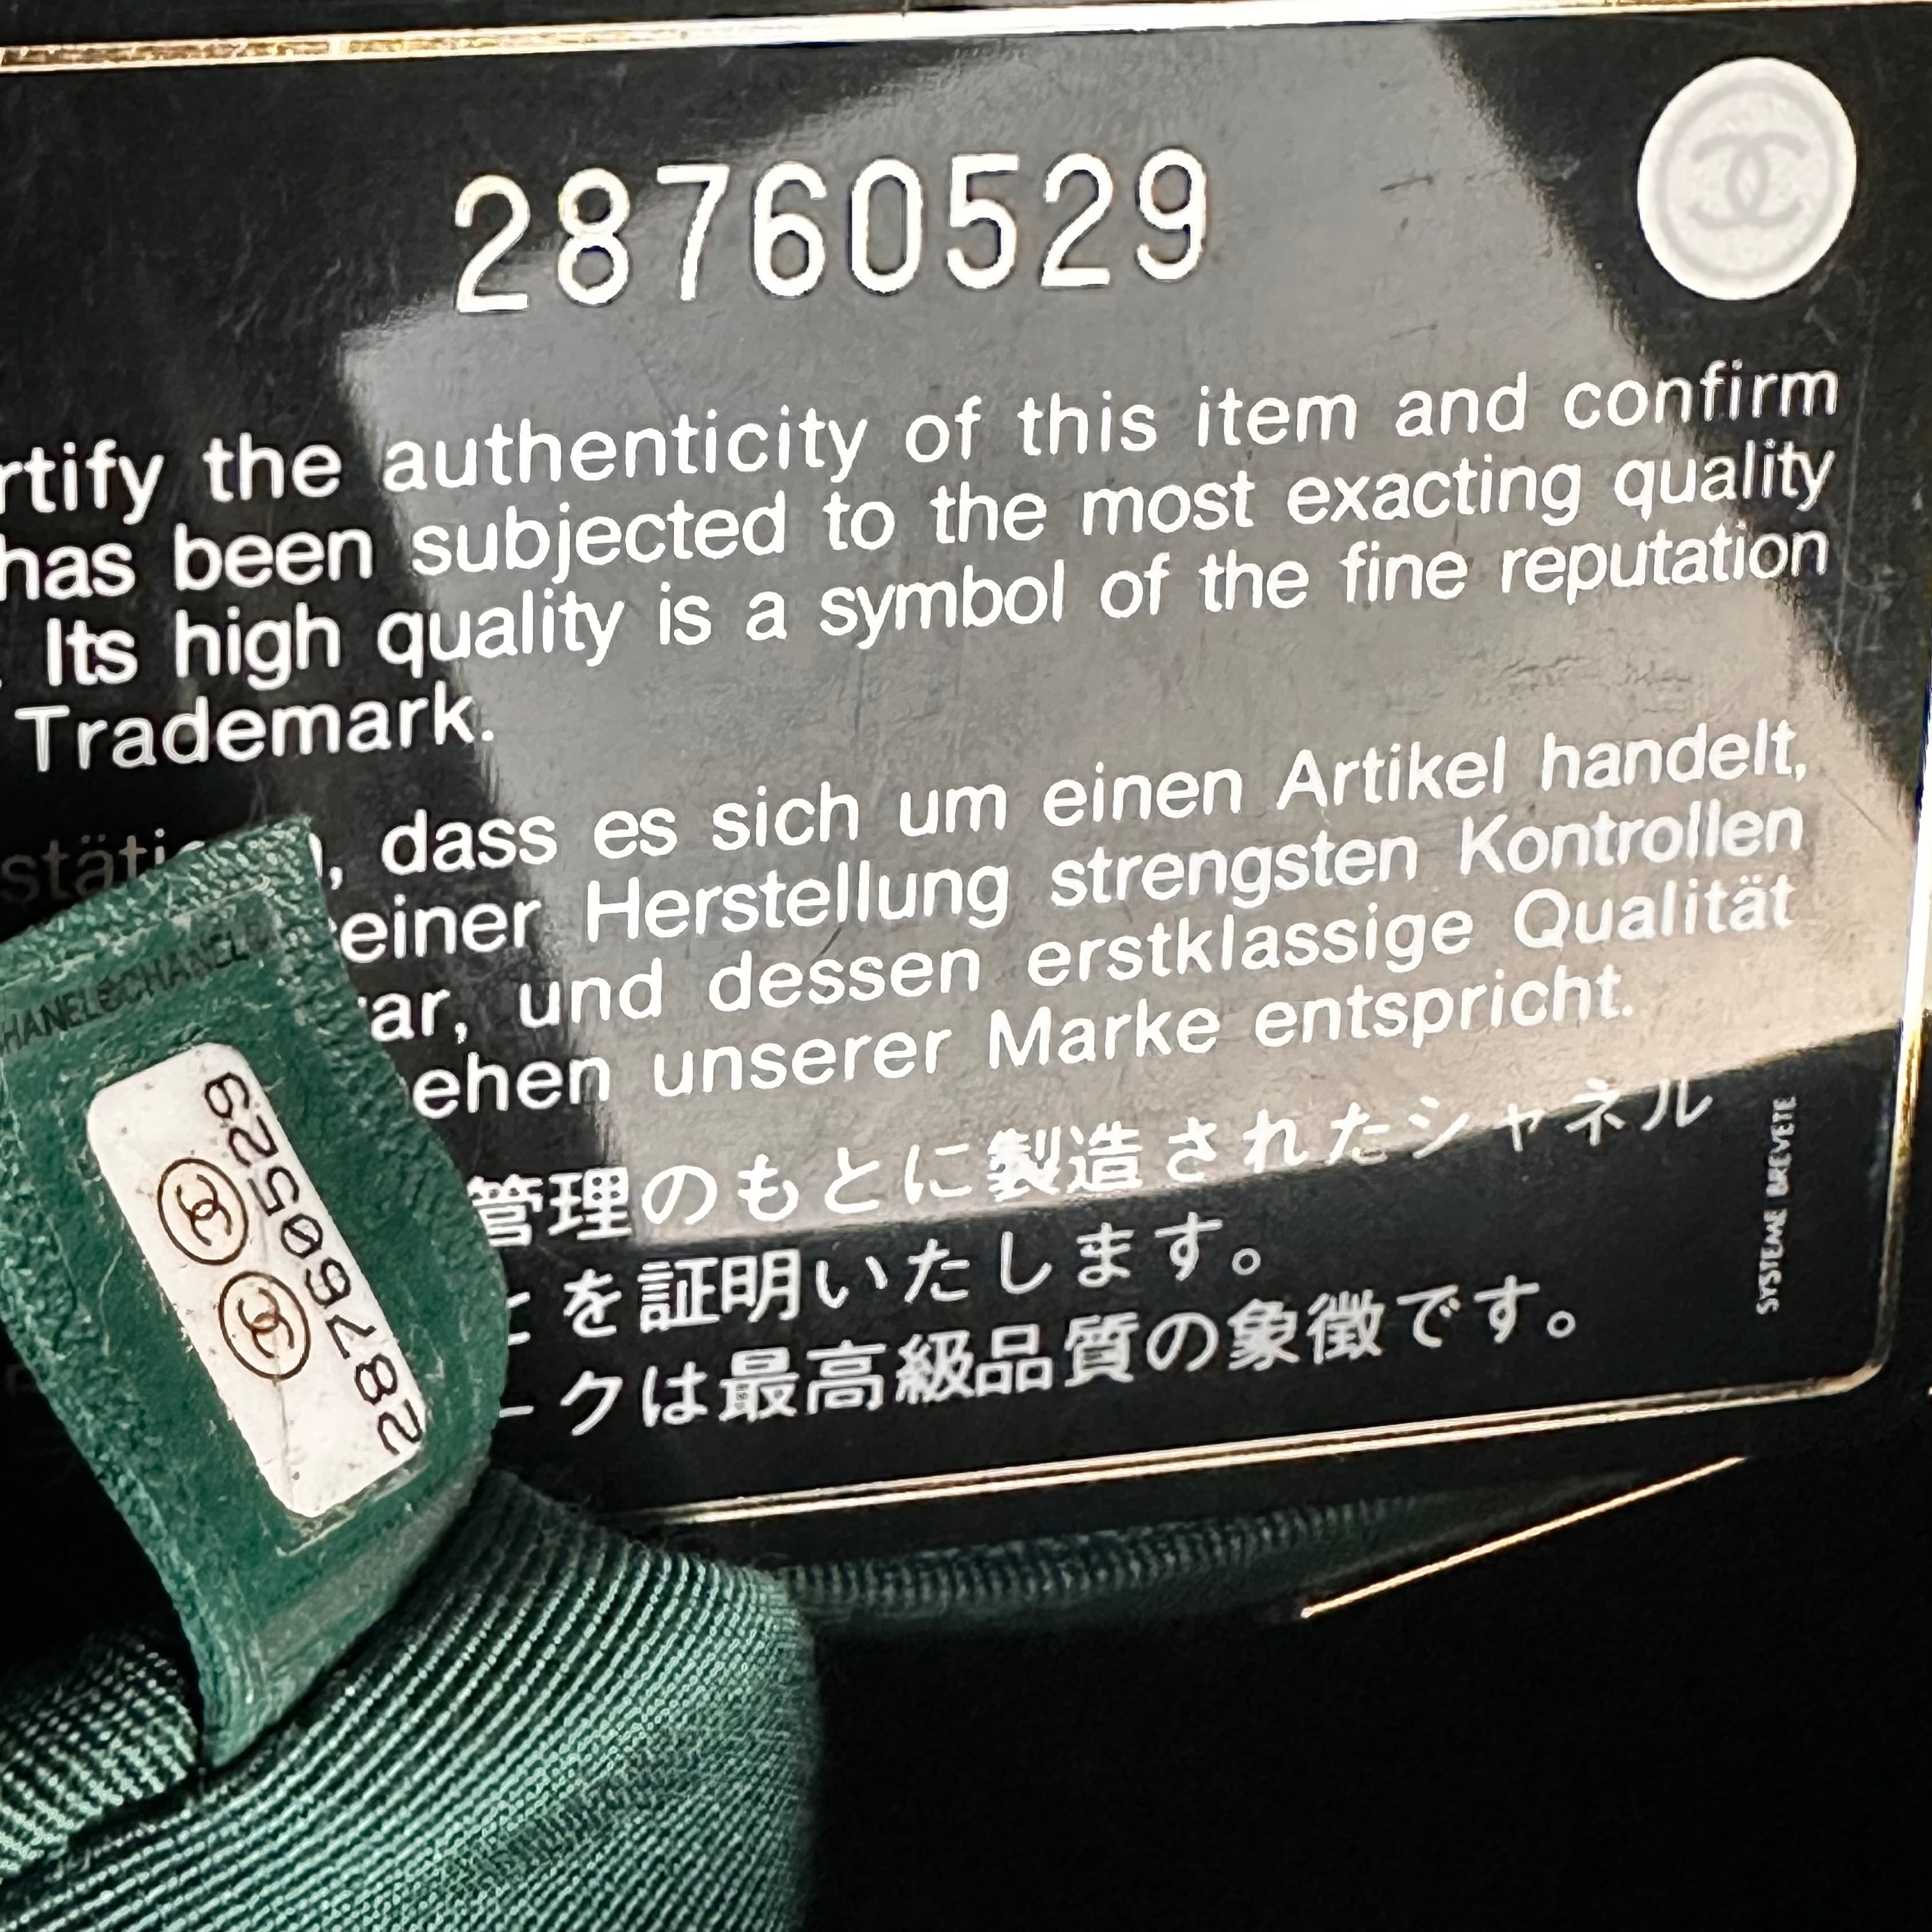 28760529
rtify the authenticity of this item and confirm
has been subjected to the most exacting quality
. Its high quality is a symbol of the fine reputation
Trademark.
, dass es sich um einen Artikel handelt,
einer Herstellung strengsten Kontrollen
ar, und dessen erstklassige Qualität
ehen unserer Marke entspricht.
管理のもとに製造されたシャネル
とを証明いたします。
ークは最高級品質の象徴です。
SYSTEME BREVETE
HANEL©CHANEL
28760529